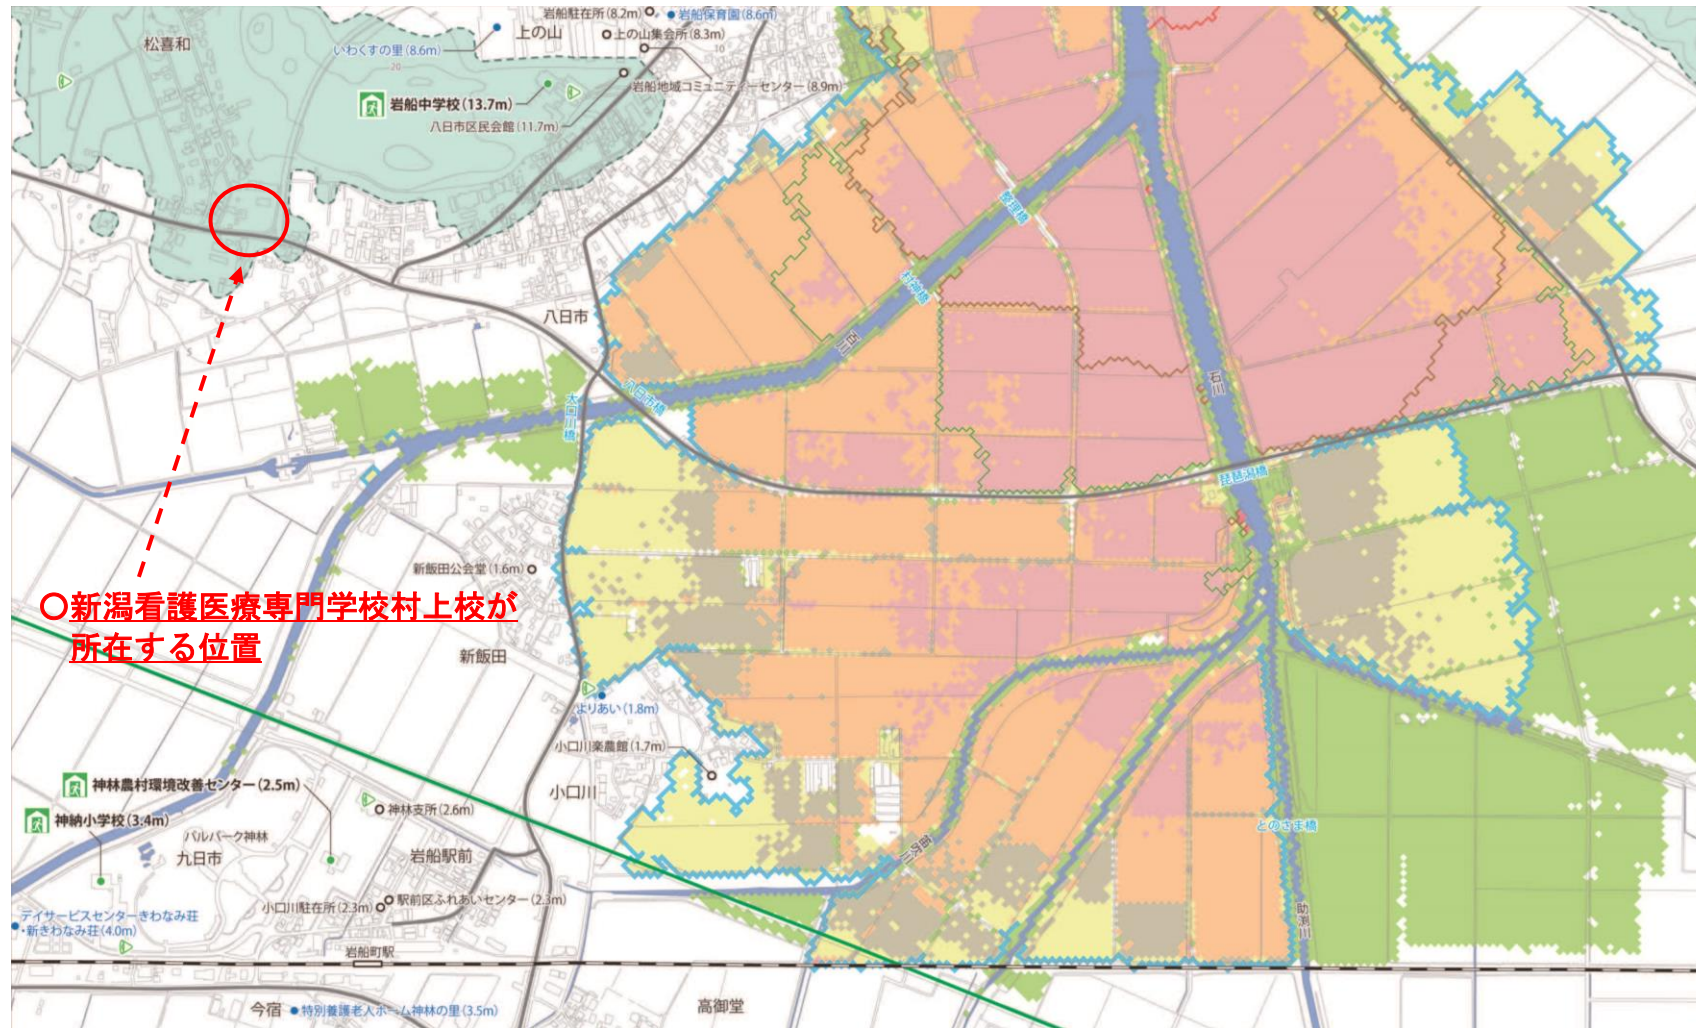 岩船駐在所(8.2m)
岩船保育園(8.6m)
松喜和
上の山
上の山集会所(8.3m)
いわくすの里(8.6m)
10
20
岩船地域コミュニティーセンター(8.9m)
岩船中学校(13.7m)
八日市区民会館(11.7m)
宮理橋
お神橋
百川
八日市
5
石川
八日市橋
太口川橋
琵琶潟橋
新飯田公会堂(1.6m)
〇新潟看護医療専門学校村上校が
所在する位置
新飯田
よりあい(1.8m)
小口川楽農館(1.7m)
小口川
神林農村環境改善センター(2.5m)
神林支所(2.6m)
神納小学校(3.4m)
パルパーク神林
九日市
岩船駅前
とのさま橋
駅前区ふれあいセンター(2.3m)
小口川駐在所(2.3m)
助渕川
デイサービスセンターきわなみ荘
・新きわなみ荘(4.0m)
岩船町駅
今宿
特別養護老人ホーム神林の里(3.5m)
高御堂